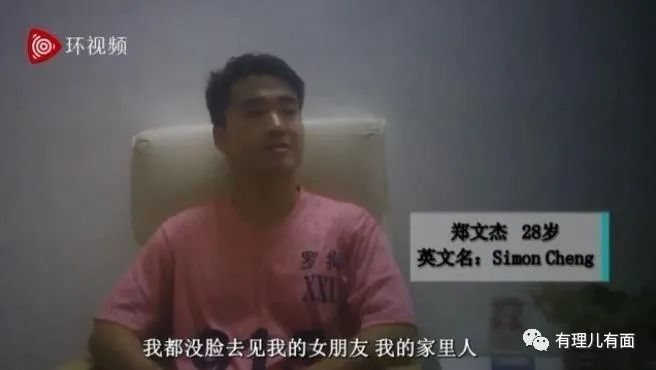 环视频
郑文杰 28岁
英文名：Simon Cheng
XXL
我都没脸去见我的女朋友 我的家里人
有理儿有面